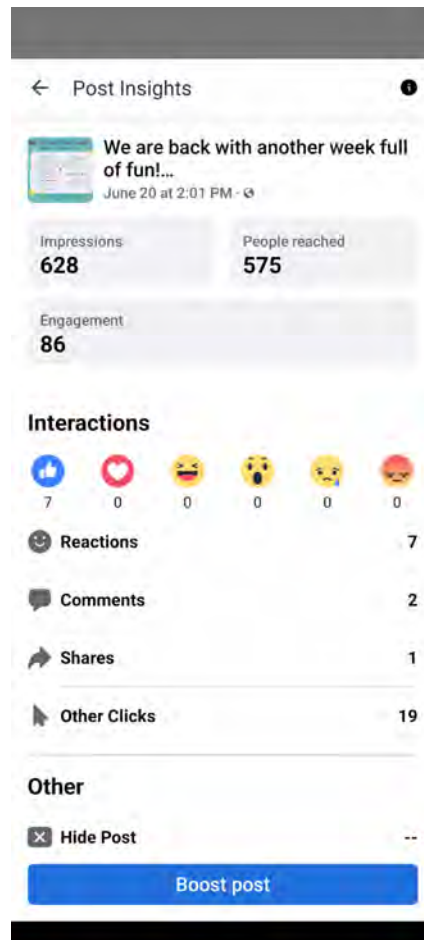 Post Insights
We are back with another week full
of fun!...
June 20 at 2:01 PM ·
Impressions
628
People reached
575
Engagement
86
Interactions
7 0 0 0 0 0
Reactions 7
Comments 2
Shares 1
Other Clicks 19
Other
Hide Post --
Boost post